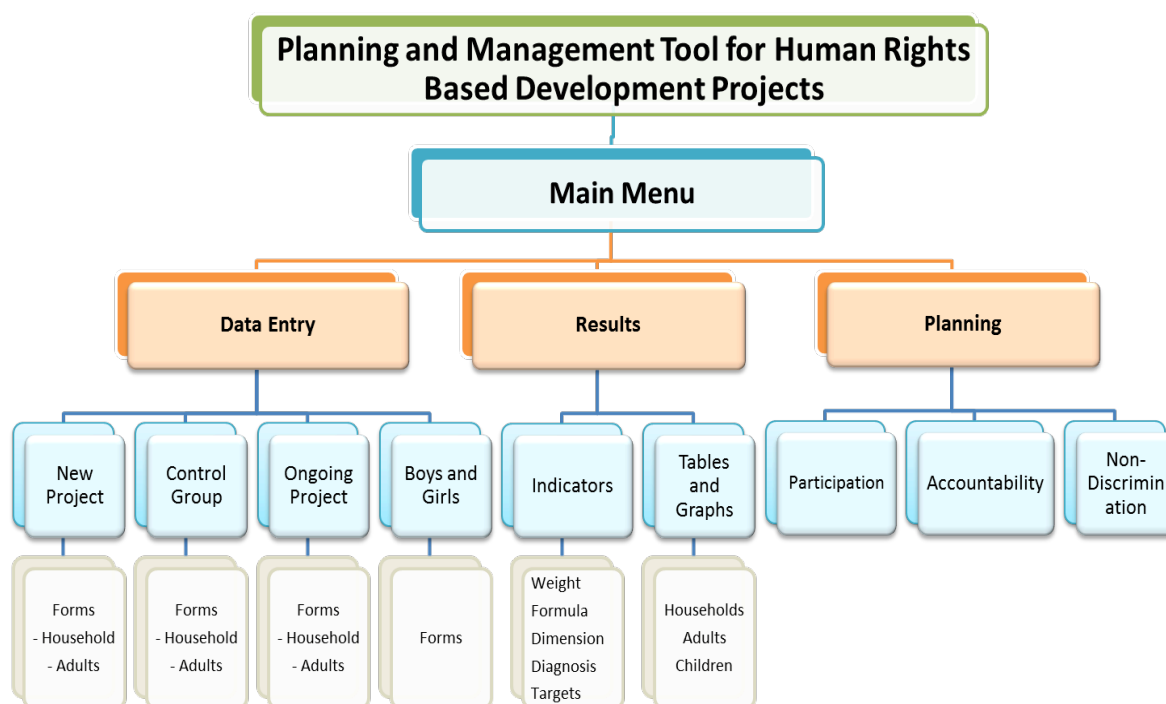 Planning and Management Tool for Human Rights
Based Development Projects
Main Menu
Data Entry
Results
Planning
New
Project
Control
Group
Ongoing
Project
Boys and
Girls
Indicators
Tables
and
Graphs
Participation
Accountability
Non-
Discrimin
ation
Forms
- Household
- Adults
Forms
- Household
- Adults
Forms
- Household
- Adults
Forms
Weight
Formula
Dimension
Diagnosis
Targets
Households
Adults
Children